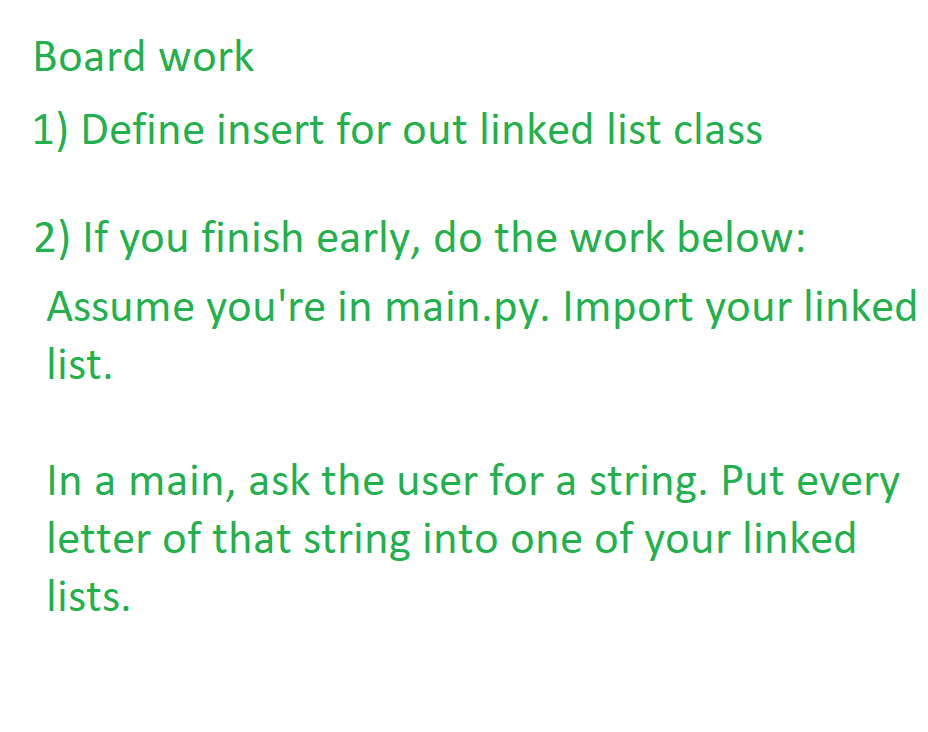 Board work
1) Define insert for out linked list class
2) If you finish early, do the work below:
Assume you're in main.py. Import your linked
list.
In a main, ask the user for a string. Put every
letter of that string into one of your linked
lists.